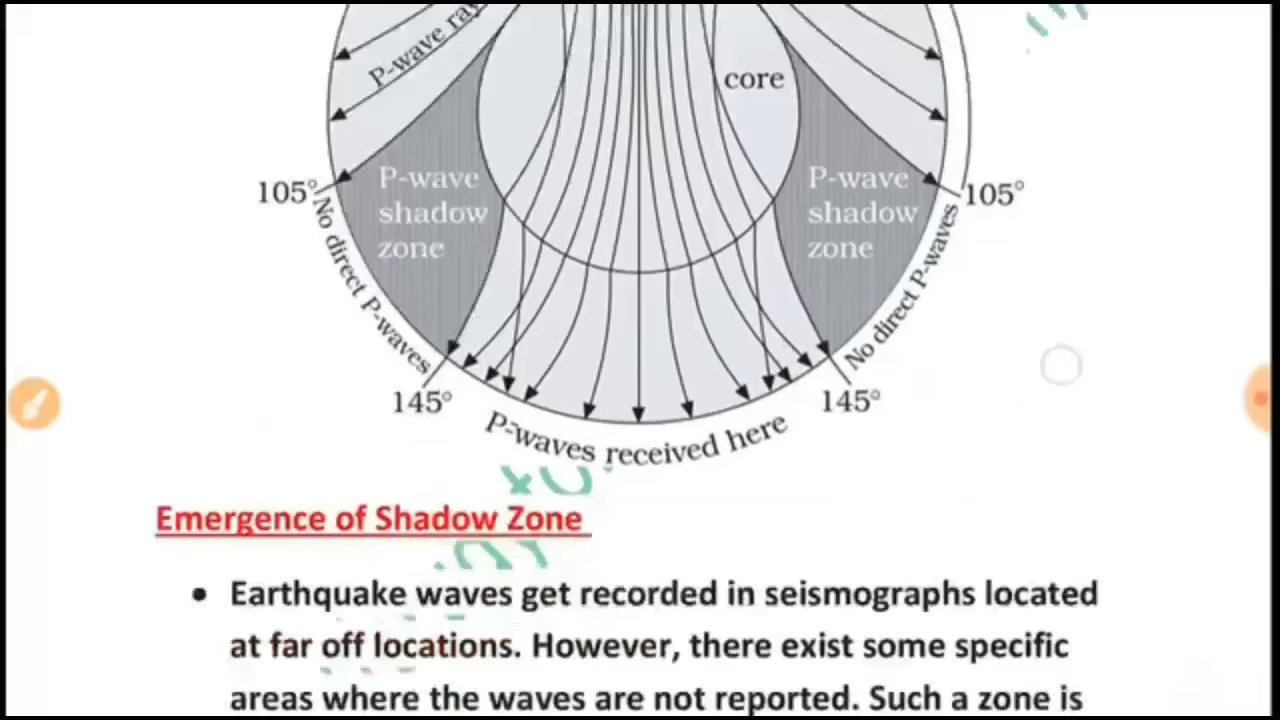 P-wave ray
core
P-wave
shadow
zone
P-wave
shadow
zone
105°
105°
No direct P-waves
No direct P-waves
145°
145°
P-waves received here
Emergence of Shadow Zone
• Earthquake waves get recorded in seismographs located
at far off locations. However, there exist some specific
areas where the waves are not reported. Such a zone is